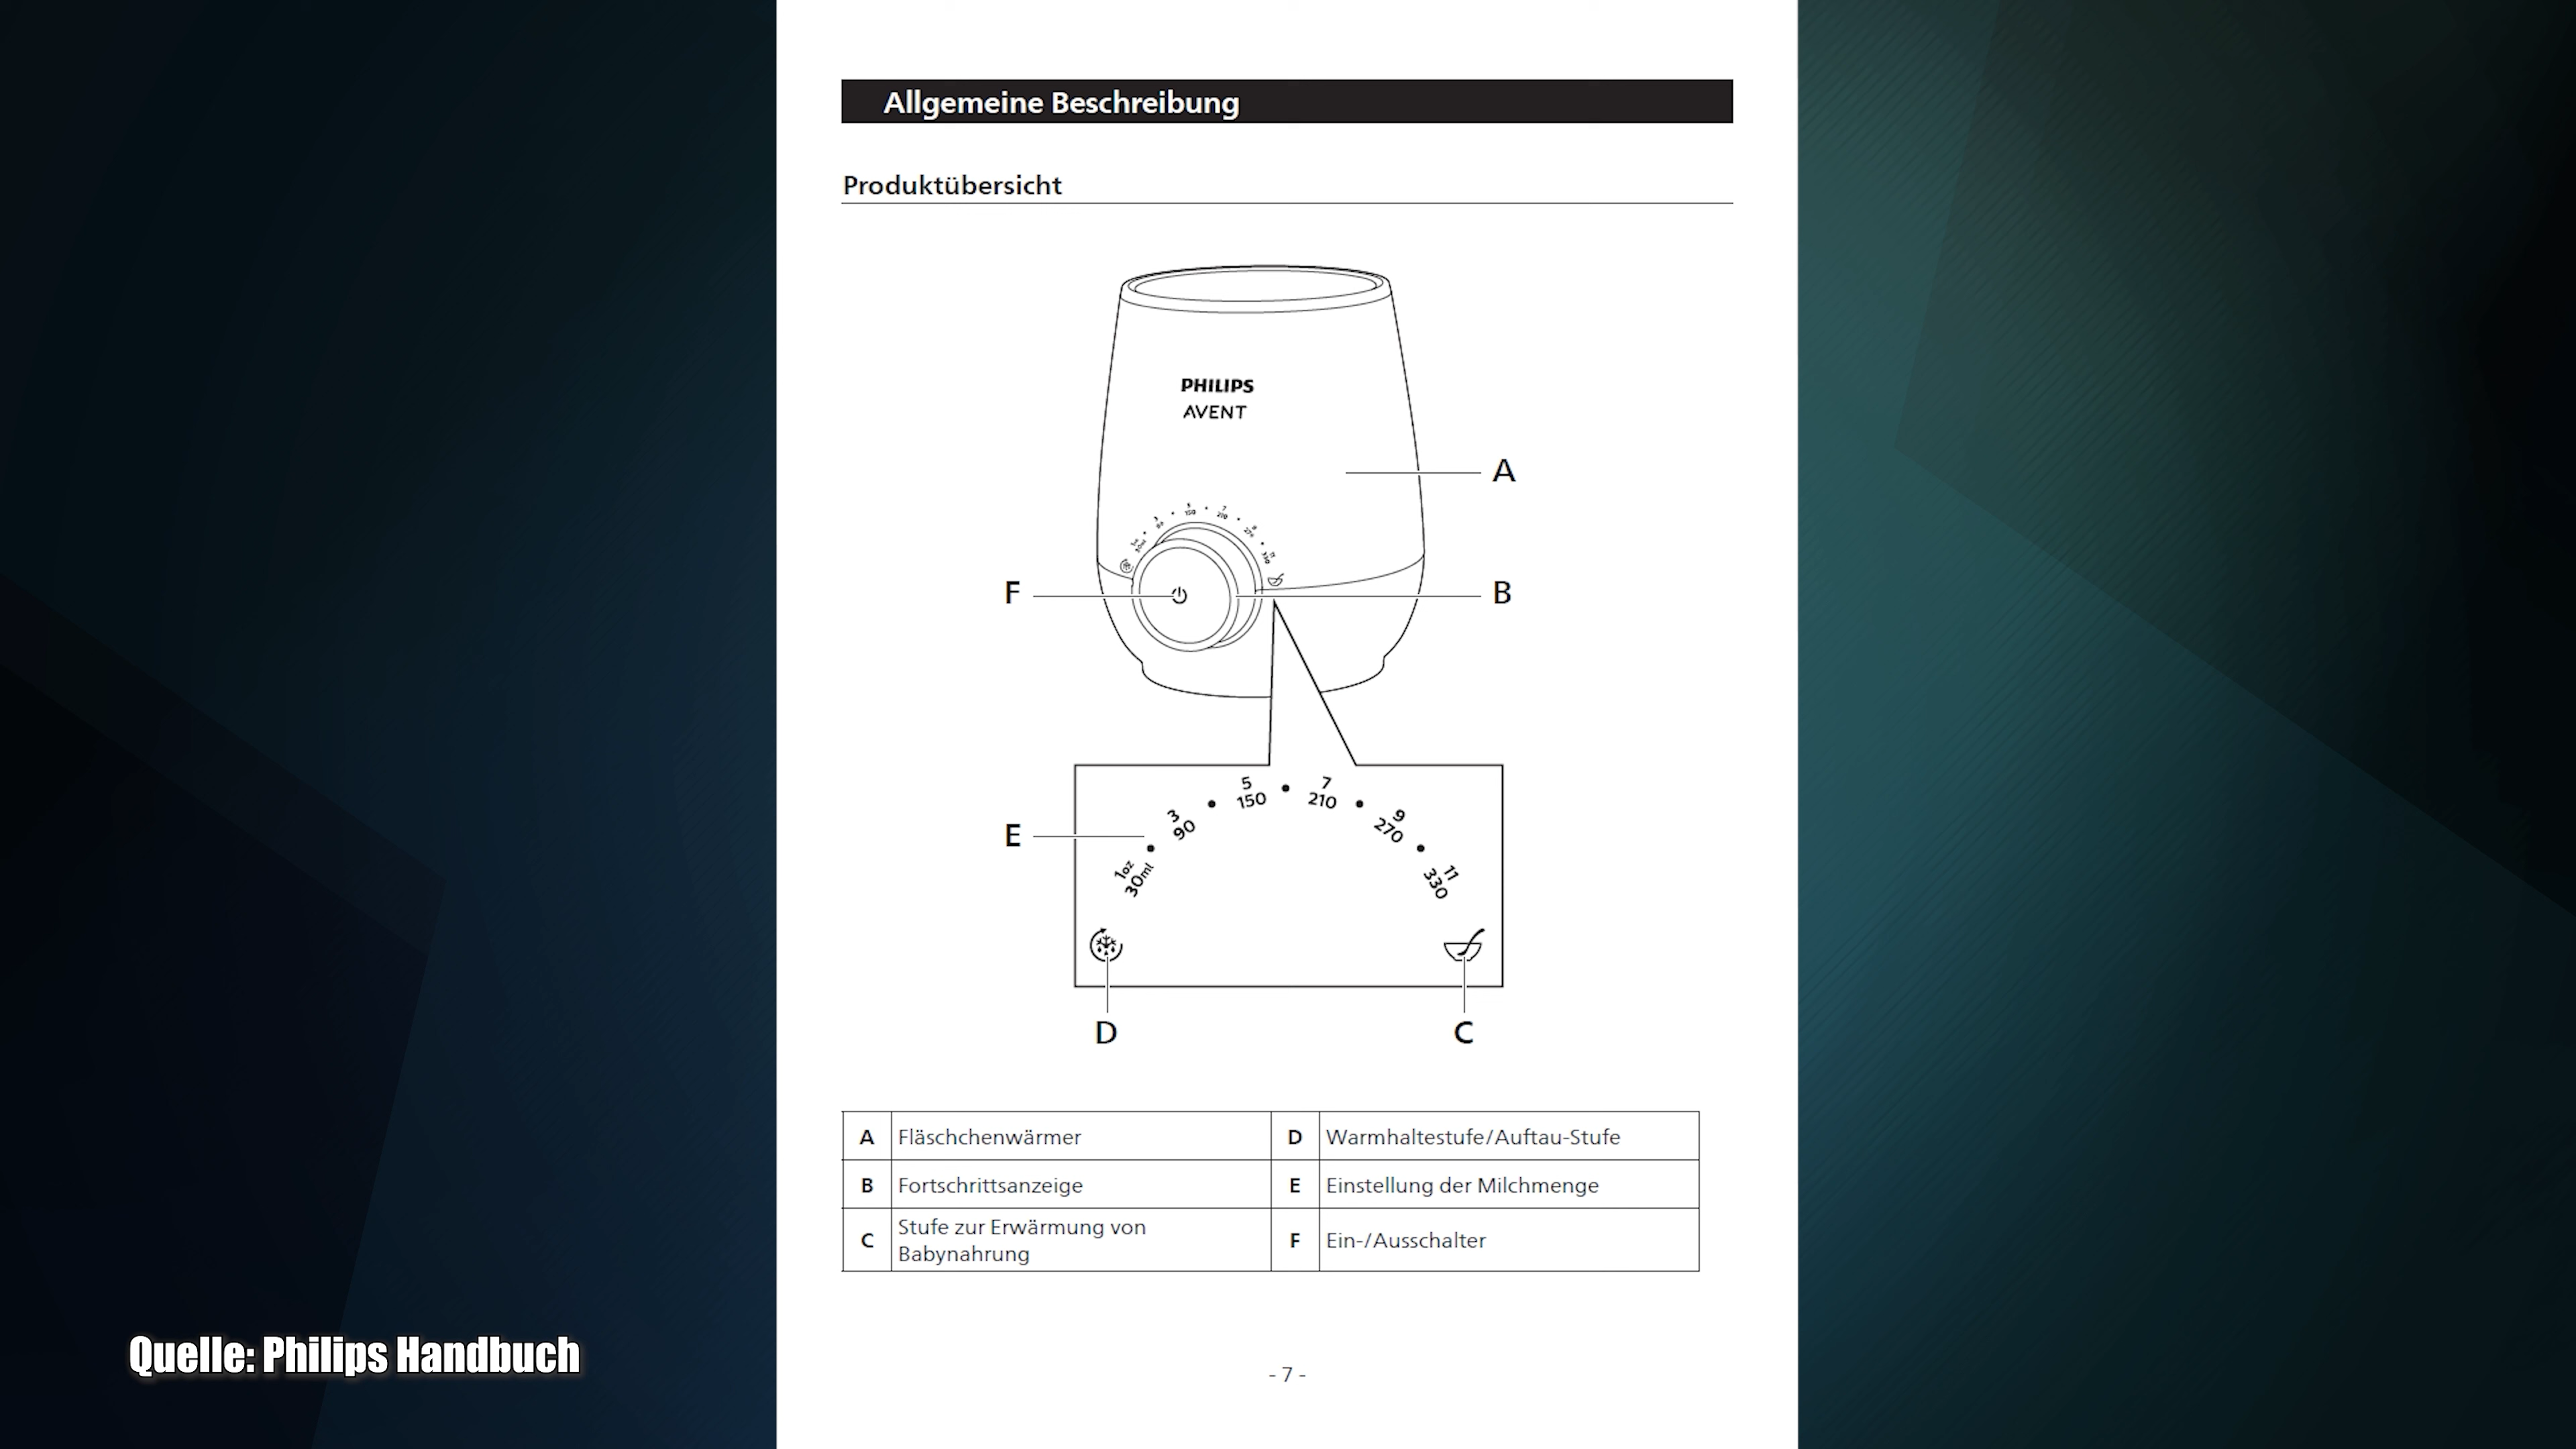 Allgemeine Beschreibung
Produktübersicht
PHILIPS
AVENT
A
F
B
E
1oz
30ml
3
90
5
150
7
210
9
270
11
330
D
C
A Fläschchenwärmer D Warmhaltestufe/Auftau-Stufe
B Fortschrittsanzeige E Einstellung der Milchmenge
C Stufe zur Erwärmung von
Babynahrung F Ein-/Ausschalter
Quelle: Philips Handbuch
- 7 -